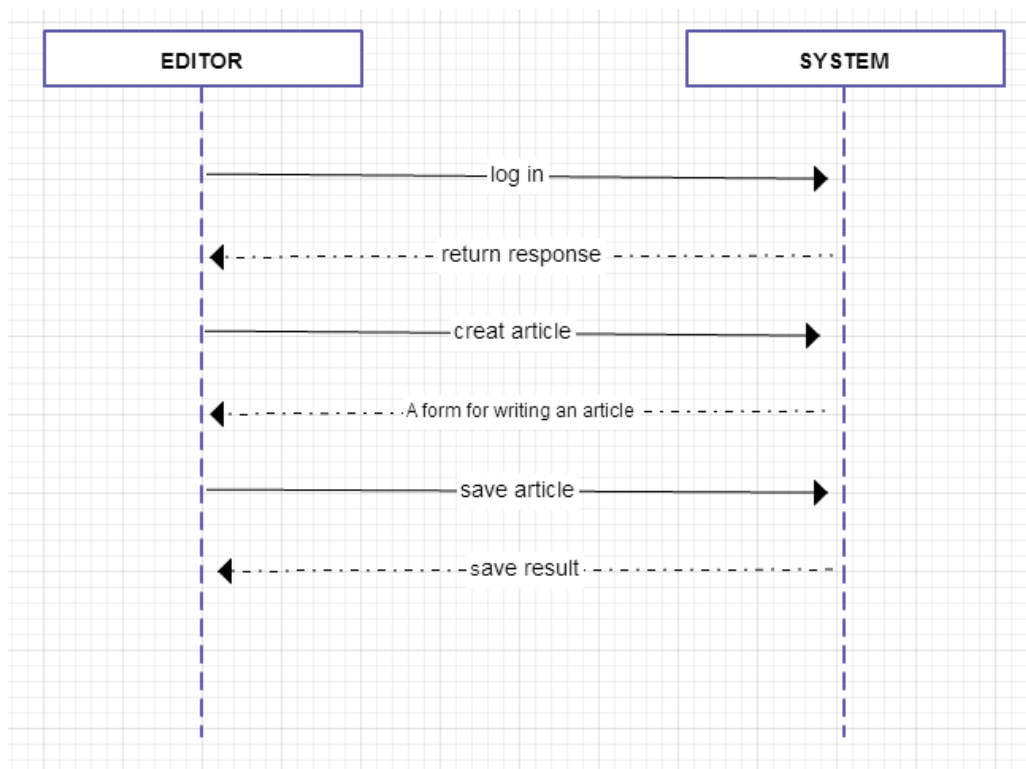 EDITOR
SYSTEM
log in
return response
creat article
A form for writing an article
save article
save result